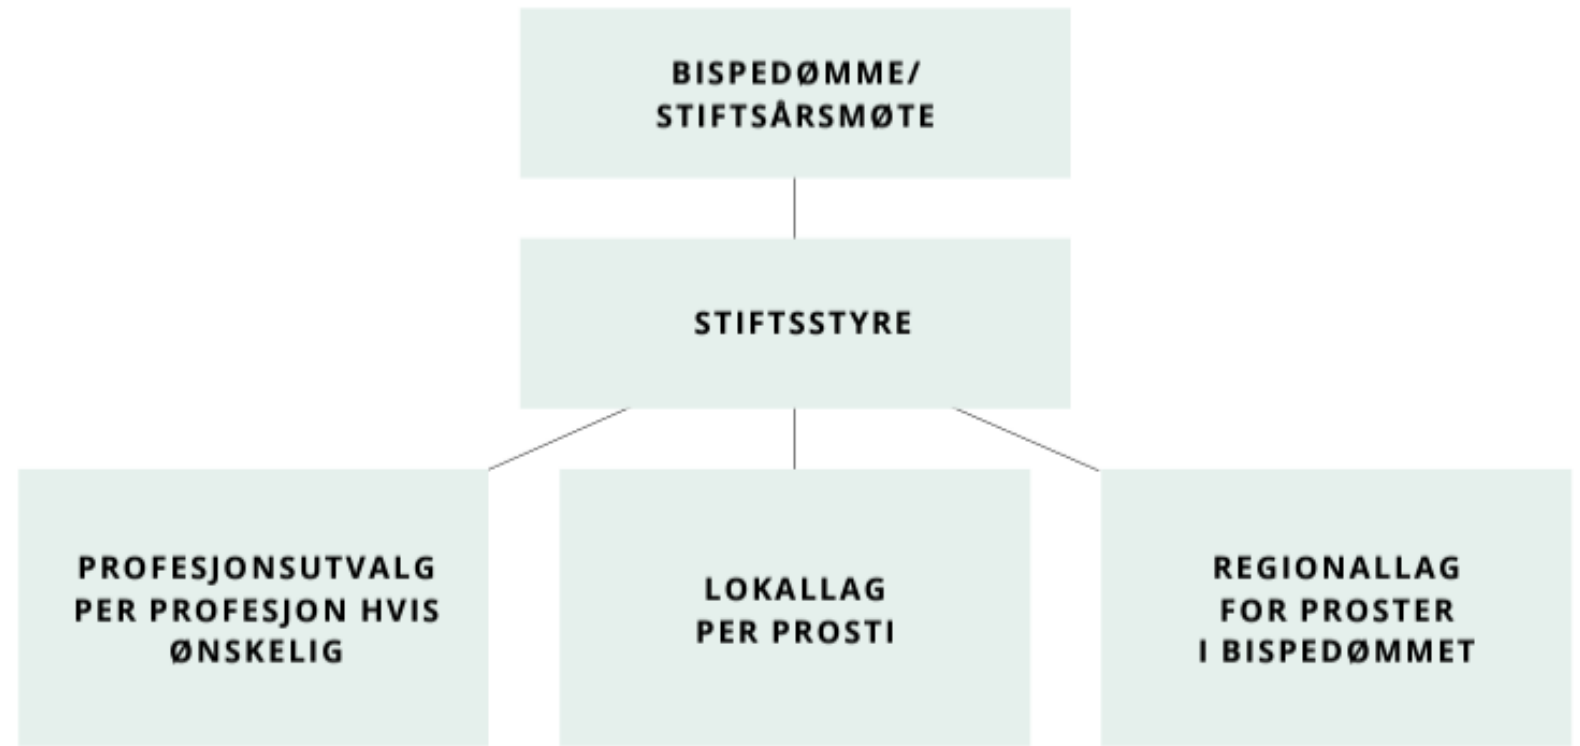 BISPEDØMME/
STIFTSÅRSMØTE
STIFTSSTYRE
PROFESJONSUTVALG
PER PROFESJON HVIS
ØNSKELIG
LOKALLAG
PER PROSTI
REGIONALLAG
FOR PROSTER
I BISPEDØMMET